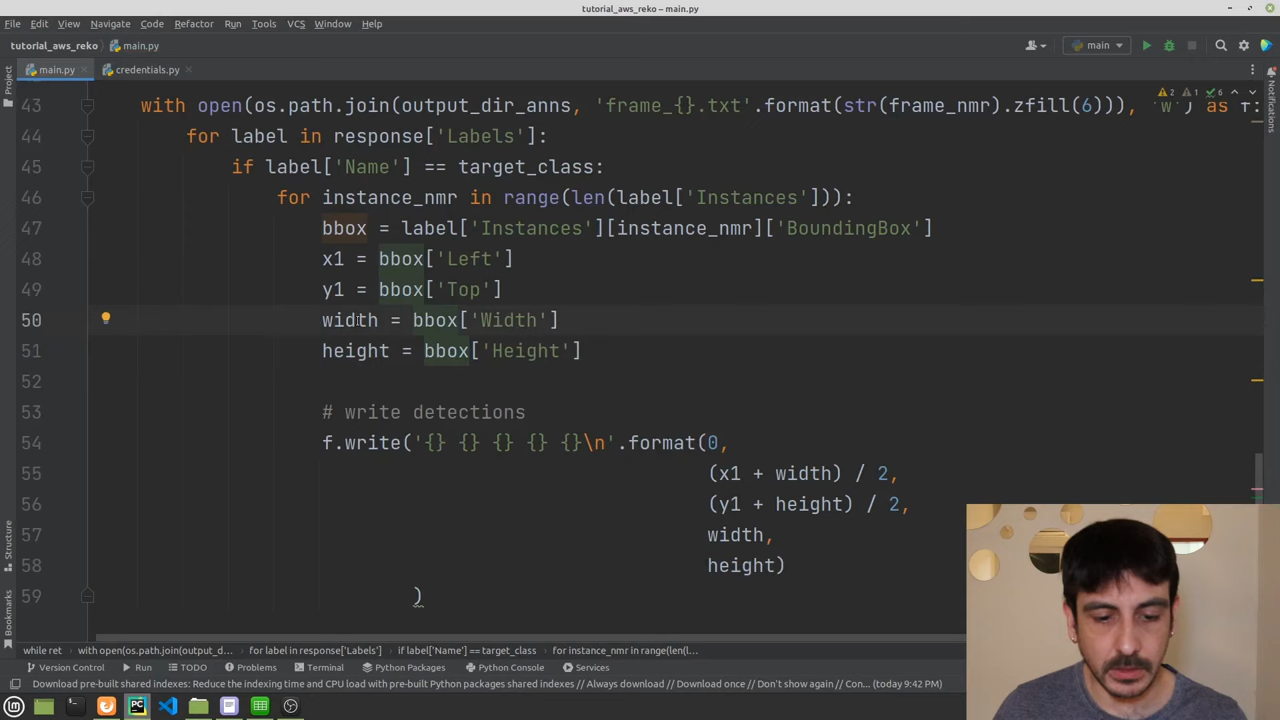 tutorial_aws_reko – main.py
File Edit View Navigate Code Refactor Run Tools VCS Window Help
tutorial_aws_reko main.py main
main.py credentials.py
Project
Notifications
2 1 6
43 with open(os.path.join(output_dir_anns, 'frame_{}.txt'.format(str(frame_nmr).zfill(6))), 'w') as f:
44 for label in response['Labels']:
45 if label['Name'] == target_class:
46 for instance_nmr in range(len(label['Instances'])):
47 bbox = label['Instances'][instance_nmr]['BoundingBox']
48 x1 = bbox['Left']
49 y1 = bbox['Top']
50 width = bbox['Width']
51 height = bbox['Height']
52
53 # write detections
54 f.write('{} {} {} {} {}\n'.format(0,
55 (x1 + width) / 2,
56 (y1 + height) / 2,
57 width,
58 height)
59 )
Structure
Bookmarks
while ret with open(os.path.join(output_d... for label in response['Labels'] if label['Name'] == target_class for instance_nmr in range(len(l...
Version Control Run TODO Problems Terminal Python Packages Python Console Services
Download pre-built shared indexes: Reduce the indexing time and CPU load with pre-built Python packages shared indexes // Always download // Download once // Don't show again // Con... (today 9:42 PM)